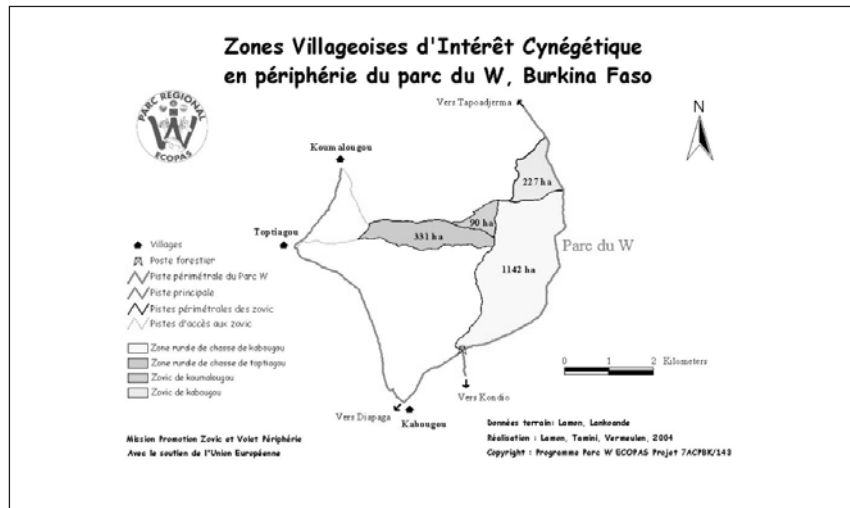 Zones Villageoises d'Intérêt Cynégétique
en périphérie du parc du W, Burkina Faso
Vers Tapoadjerma
N
PARC REGIONAL
W
ECOPAS
Koumalougou
227 ha
90 ha
331 ha
Toptiagou
Parc du W
1142 ha
Villages
Poste forestier
Piste périmétrale du Parc W
Piste principale
Pistes périmétrales des zovic
Pistes d'accès aux zovic
Zone rurale de chasse de kabougou
Zone rurale de chasse de toptiagou
Zovic de koumalougou
Zovic de kabougou
0 1 2 Kilometers
Vers Kondio
Vers Diapaga
Kabougou
Mission Promotion Zovic et Volet Périphérie
Avec le soutien de l'Union Européenne
Données terrain: Lamon, Lankoande
Réalisation : Lamon, Tamini, Vermeulen, 2004
Copyright : Programme Parc W ECOPAS Projet 7ACPBK/143